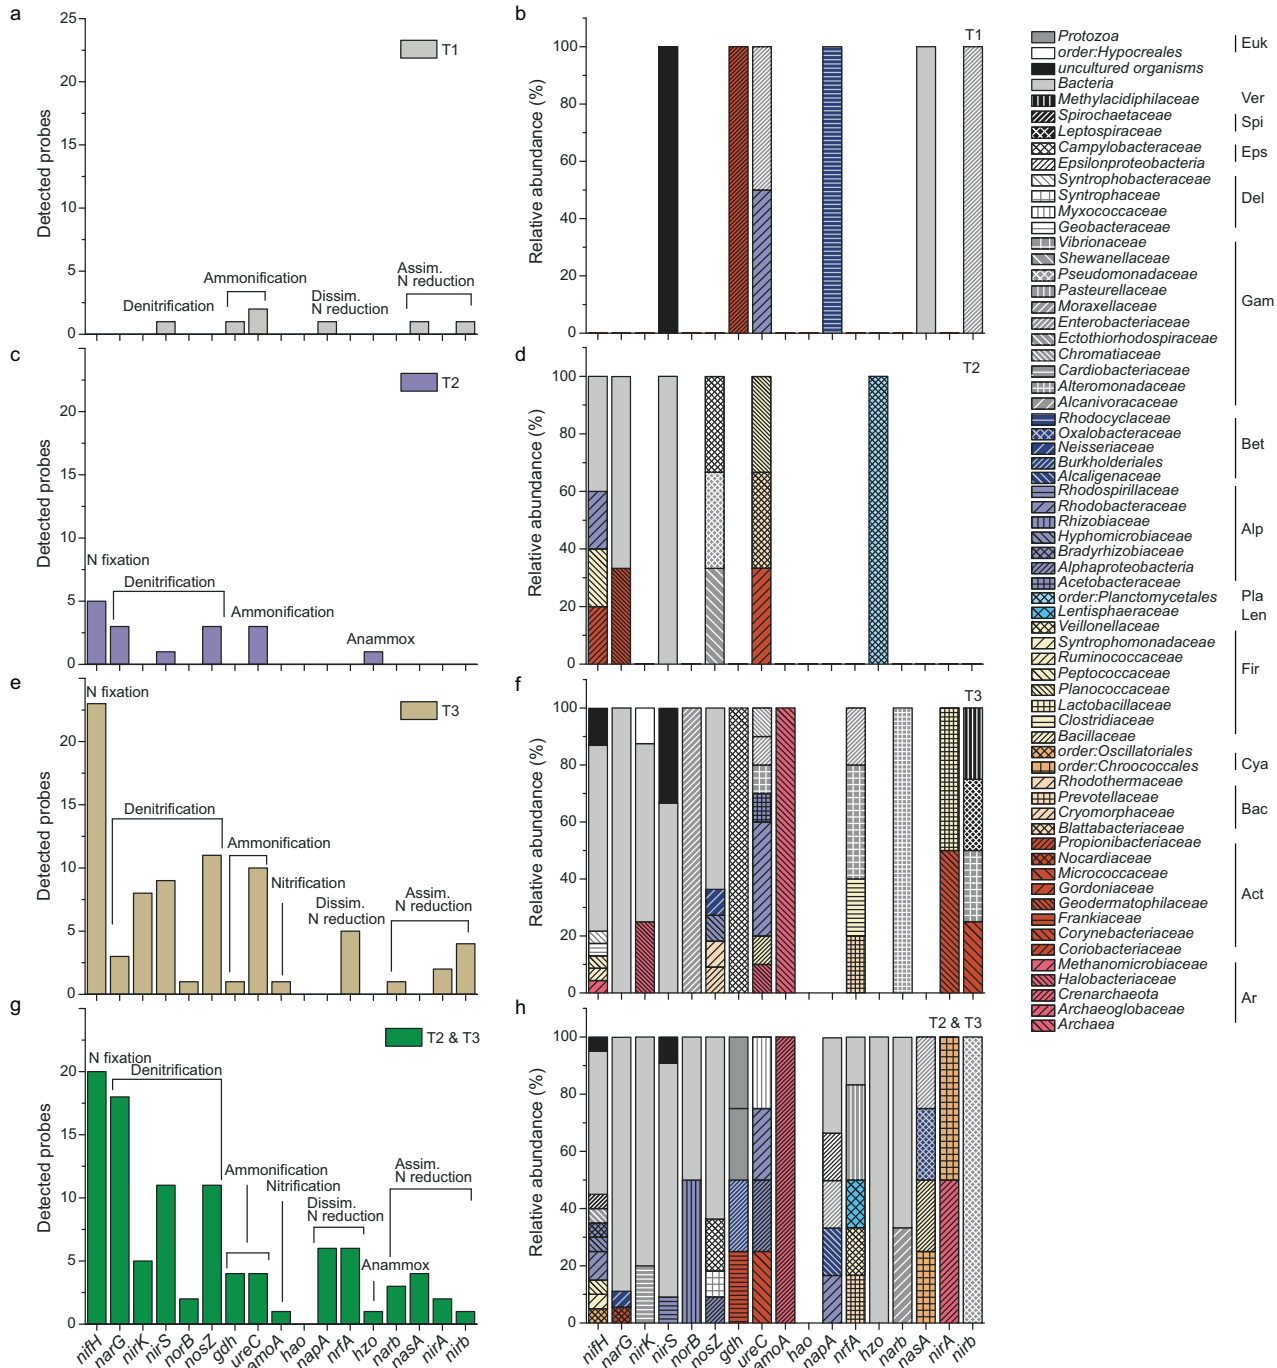 a
25
20
15
10
5
0
Detected probes
T1
Denitrification
Ammonification
Dissim.
N reduction
Assim.
N reduction
b
T1
100
80
60
40
20
0
Relative abundance (%)
c
20
15
10
5
0
Detected probes
T2
N fixation
Denitrification
Ammonification
Anammox
d
T2
100
80
60
40
20
0
Relative abundance (%)
e
20
15
10
5
0
Detected probes
T3
N fixation
Denitrification
Ammonification
Nitrification
Dissim.
N reduction
Assim.
N reduction
f
T3
100
80
60
40
20
0
Relative abundance (%)
g
20
15
10
5
0
Detected probes
T2 & T3
N fixation
Denitrification
Ammonification
Nitrification
Dissim.
N reduction
Anammox
Assim.
N reduction
nifH
narG
nirK
nirS
norB
nosZ
gdh
ureC
amoA
hao
napA
nrfA
hzo
narb
nasA
nirA
nirb
h
T2 & T3
100
80
60
40
20
0
Relative abundance (%)
nifH
narG
nirK
nirS
norB
nosZ
gdh
ureC
amoA
hao
napA
nrfA
hzo
narb
nasA
nirA
nirb
Protozoa
order:Hypocreales
uncultured organisms
Bacteria
Methylacidiphilaceae
Spirochaetaceae
Leptospiraceae
Campylobacteraceae
Epsilonproteobacteria
Syntrophobacteraceae
Syntrophaceae
Myxococcaceae
Geobacteraceae
Vibrionaceae
Shewanellaceae
Pseudomonadaceae
Pasteurellaceae
Moraxellaceae
Enterobacteriaceae
Ectothiorhodospiraceae
Chromatiaceae
Cardiobacteriaceae
Alteromonadaceae
Alcanivoracaceae
Rhodocyclaceae
Oxalobacteraceae
Neisseriaceae
Burkholderiales
Alcaligenaceae
Rhodospirillaceae
Rhodobacteraceae
Rhizobiaceae
Hyphomicrobiaceae
Bradyrhizobiaceae
Alphaproteobacteria
Acetobacteraceae
order:Planctomycetales
Lentisphaeraceae
Veillonellaceae
Syntrophomonadaceae
Ruminococcaceae
Peptococcaceae
Planococcaceae
Lactobacillaceae
Clostridiaceae
Bacillaceae
order:Oscillatoriales
order:Chroococcales
Rhodothermaceae
Prevotellaceae
Cryomorphaceae
Blattabacteriaceae
Propionibacteriaceae
Nocardiaceae
Micrococcaceae
Gordoniaceae
Geodermatophilaceae
Frankiaceae
Corynebacteriaceae
Coriobacteriaceae
Methanomicrobiaceae
Halobacteriaceae
Crenarchaeota
Archaeoglobaceae
Archaea
Euk
Ver
Spi
Eps
Del
Gam
Bet
Alp
Pla
Len
Fir
Cya
Bac
Act
Ar